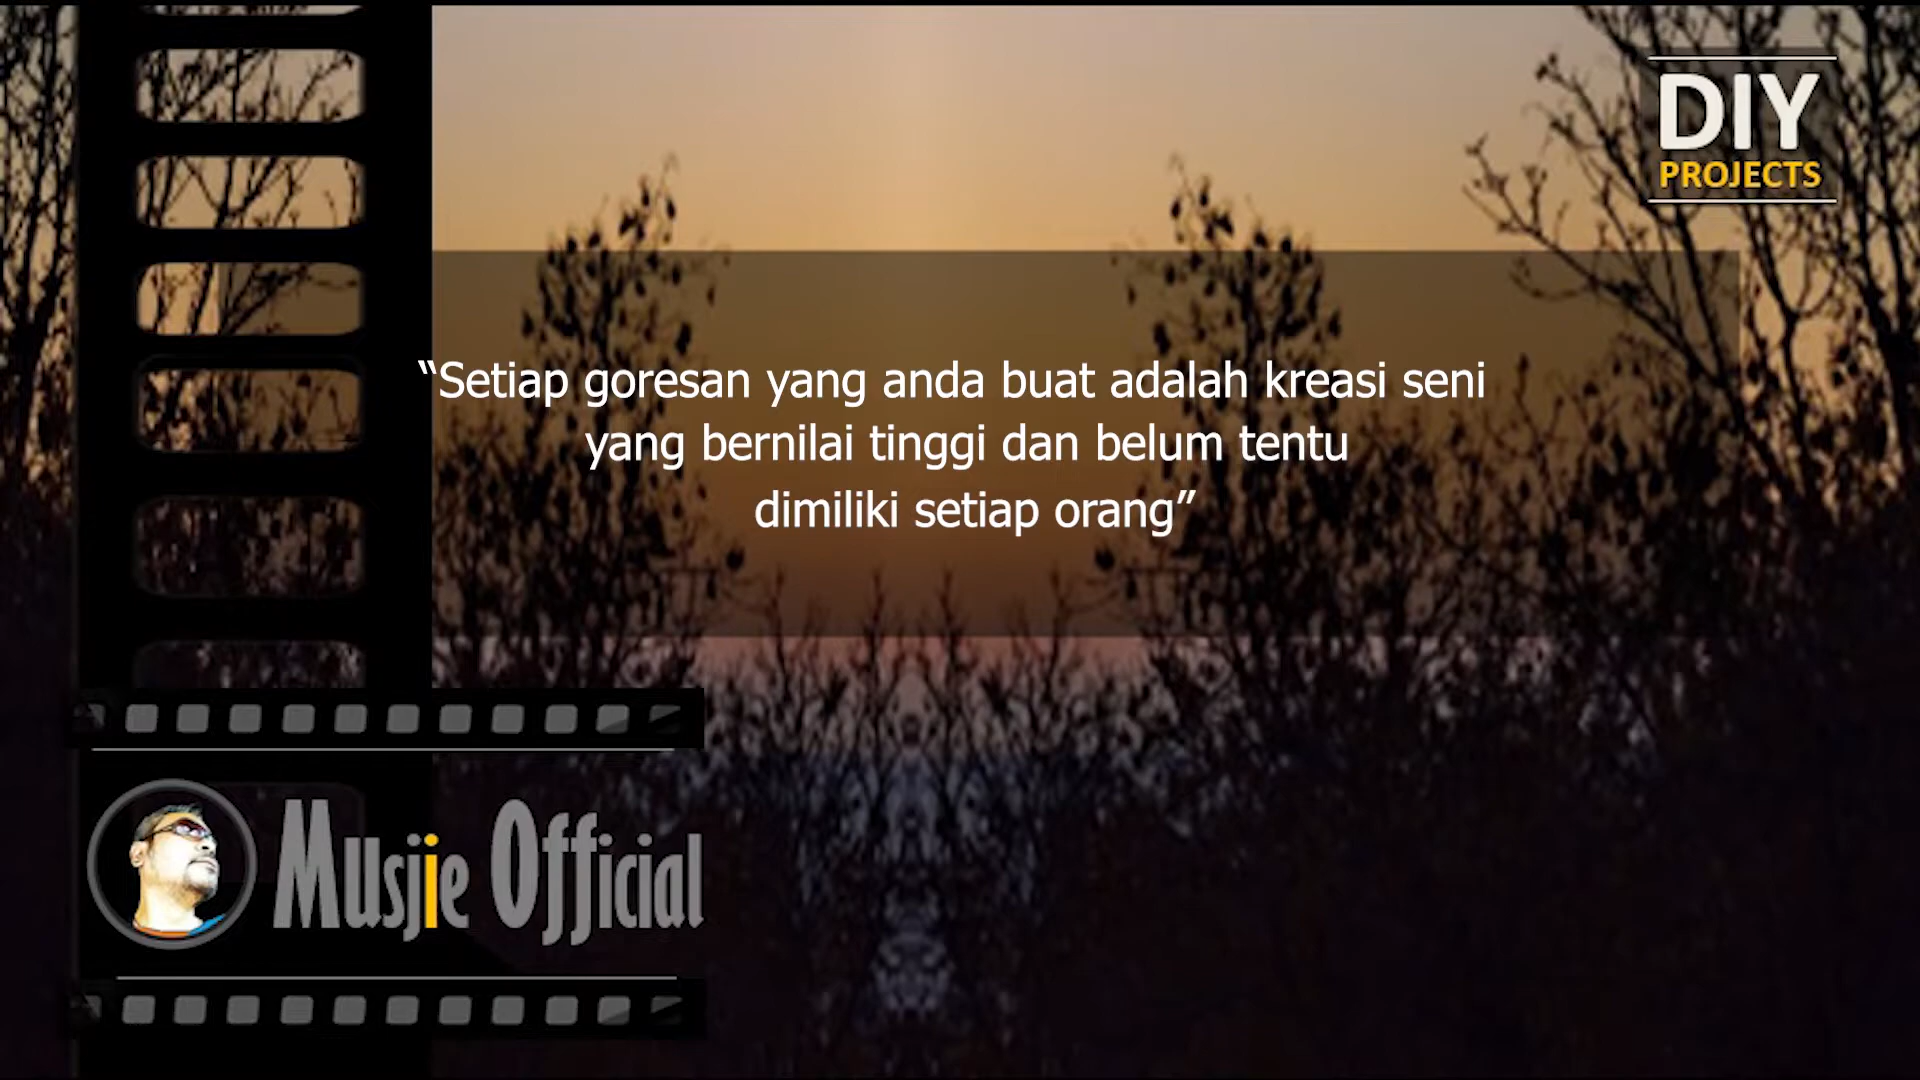 DIY
PROJECTS
“Setiap goresan yang anda buat adalah kreasi seni
yang bernilai tinggi dan belum tentu
dimiliki setiap orang”
Musjie Official